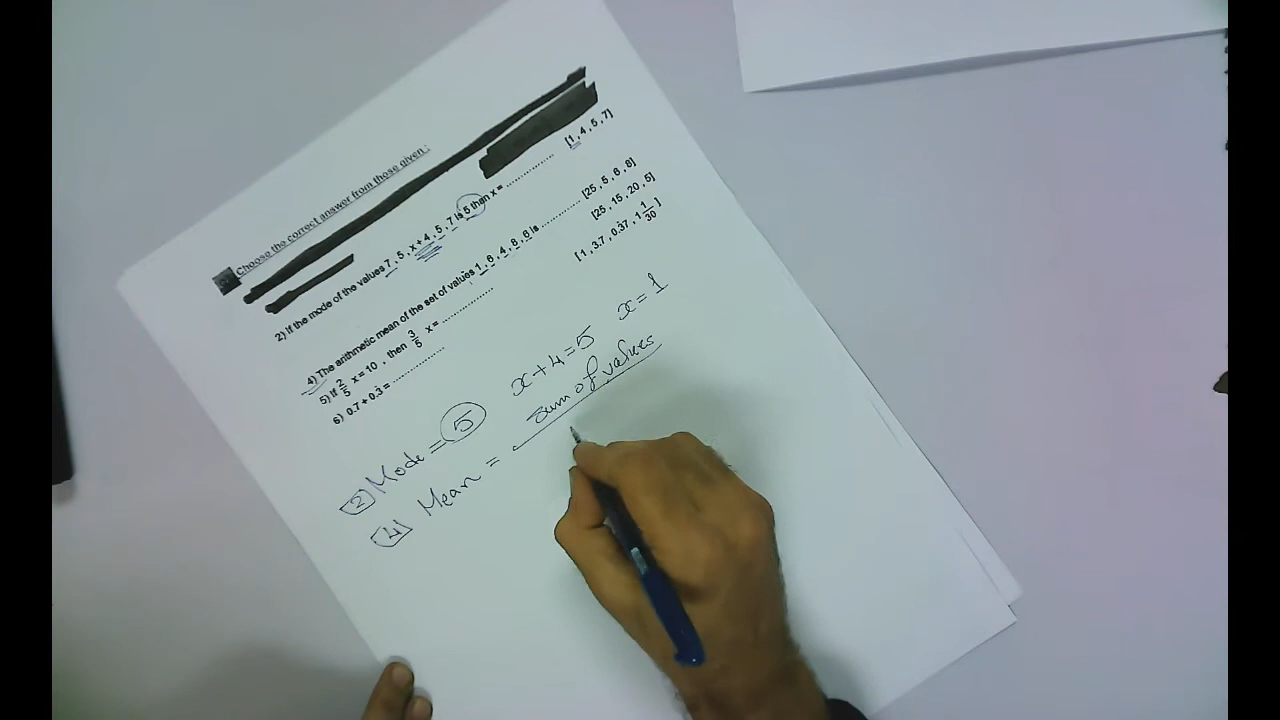 Choose the correct answer from those given :
2) If the mode of the values 7 , 5 , x + 4 , 5 , 7 is 5 then x = ............... [1 , 4 , 5 , 7]
4) The arithmetic mean of the set of values 1 , 6 , 4 , 8 , 6 is ............... [25 , 5 , 6 , 8]
5) If 2/5 x = 10 , then 3/5 x = ............... [25 , 15 , 20 , 5]
6) 0.7 + 0.3̇ = ............... [ 1 , 3.7 , 0.37 , 1 1/30 ]
2 Mode = 5 x + 4 = 5 x = 1
4 Mean = Sum of values